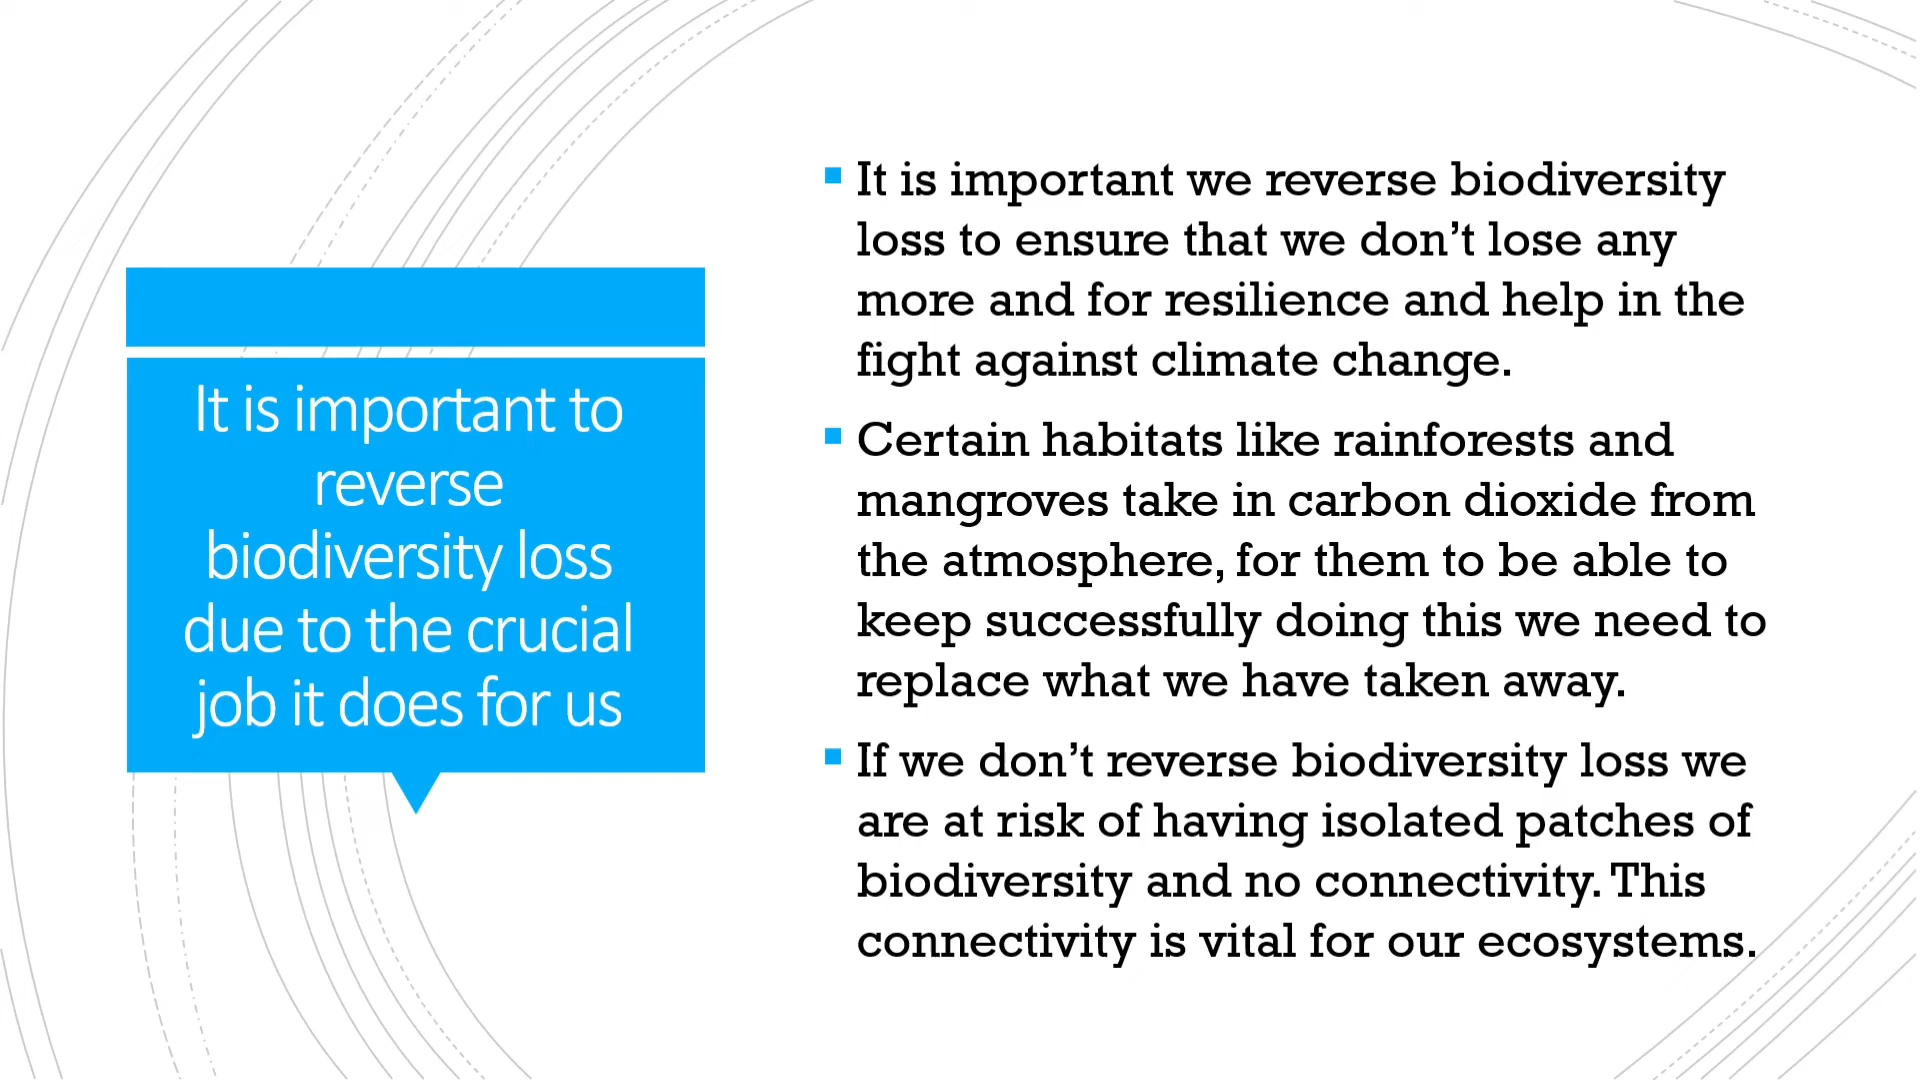 It is important to
reverse
biodiversity loss
due to the crucial
job it does for us
It is important we reverse biodiversity
loss to ensure that we don’t lose any
more and for resilience and help in the
fight against climate change.
Certain habitats like rainforests and
mangroves take in carbon dioxide from
the atmosphere, for them to be able to
keep successfully doing this we need to
replace what we have taken away.
If we don’t reverse biodiversity loss we
are at risk of having isolated patches of
biodiversity and no connectivity. This
connectivity is vital for our ecosystems.